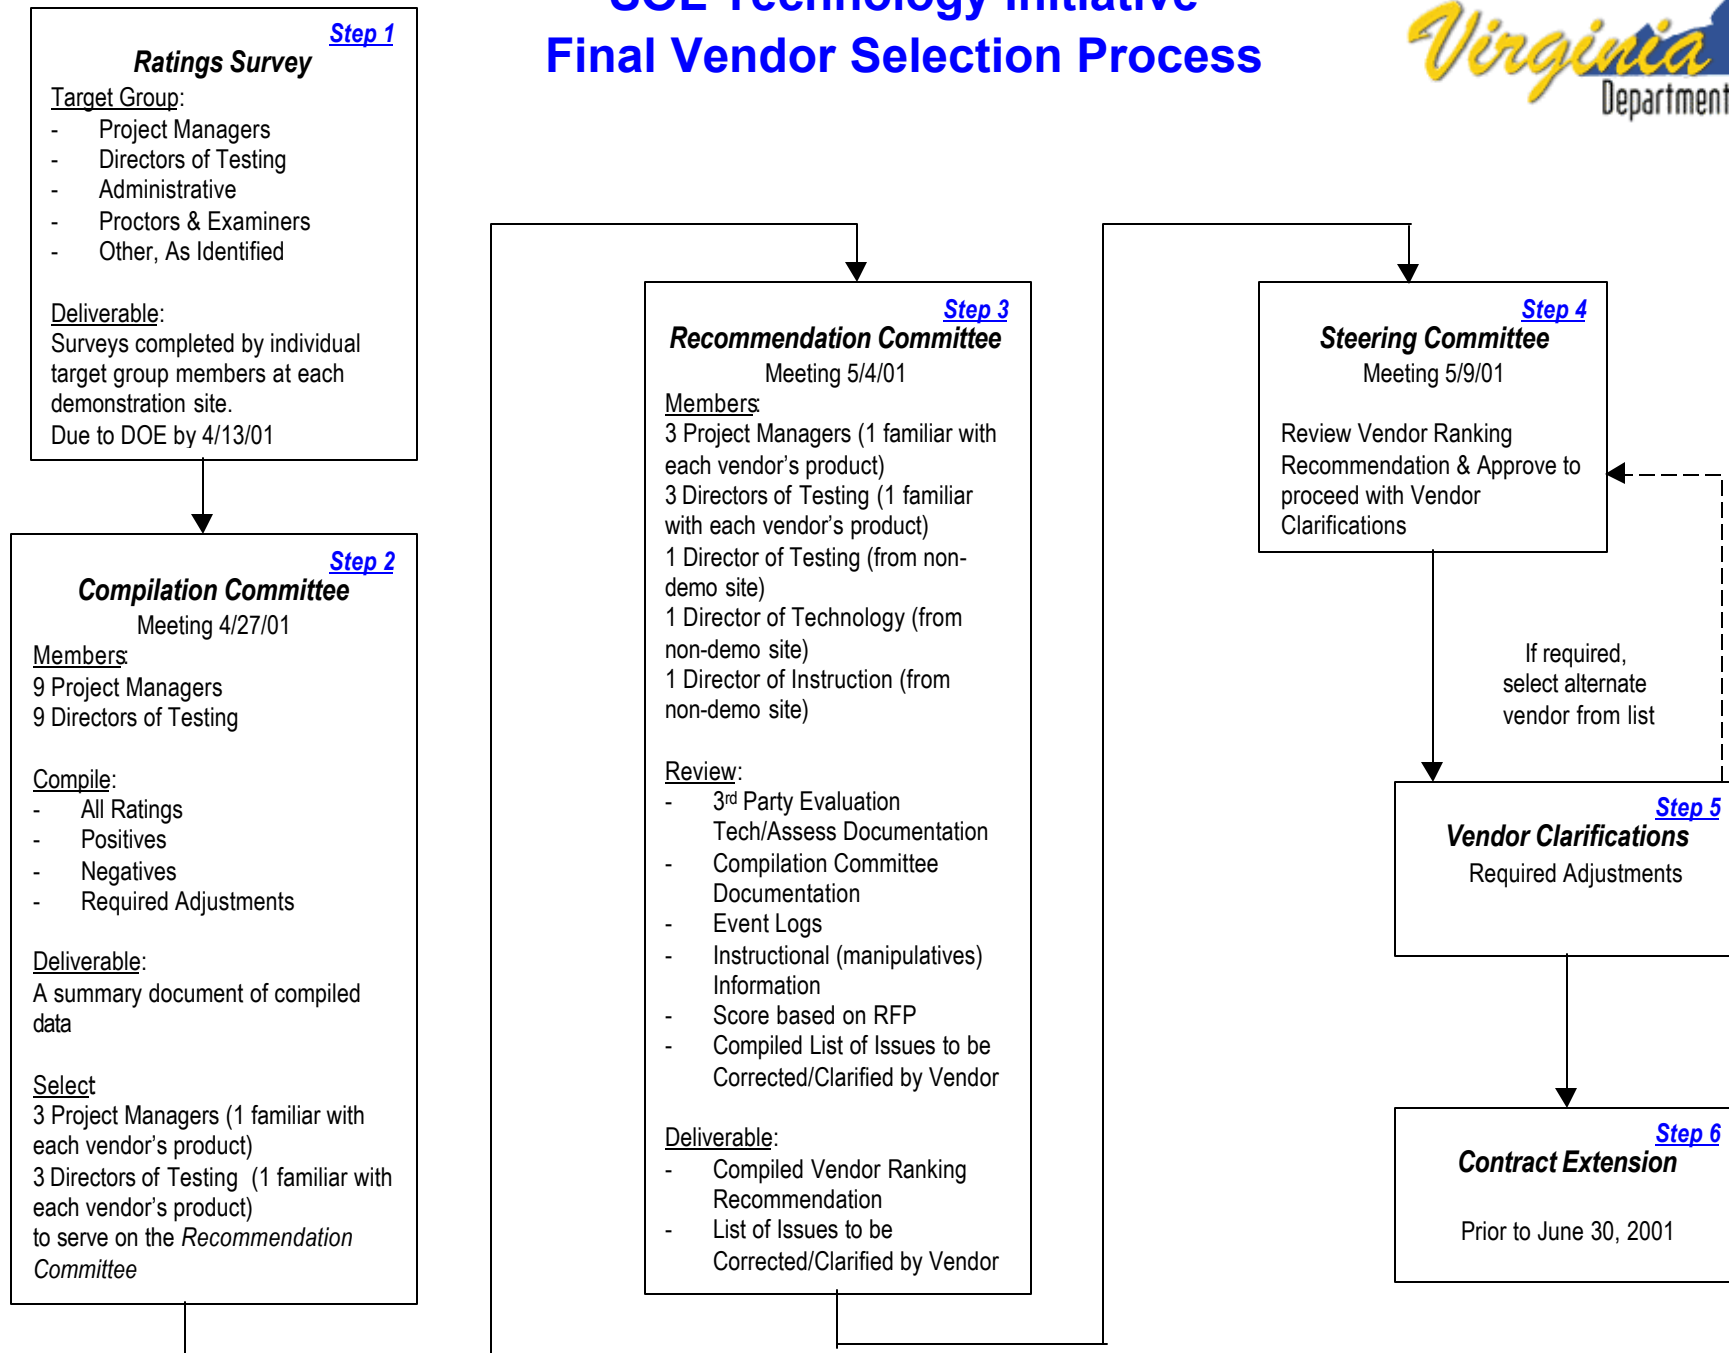 SOL Technology Initiative
Final Vendor Selection Process
Virginia
Department
Step 1
Ratings Survey
Target Group:
- Project Managers
- Directors of Testing
- Administrative
- Proctors & Examiners
- Other, As Identified
Deliverable:
Surveys completed by individual
target group members at each
demonstration site.
Due to DOE by 4/13/01
Step 2
Compilation Committee
Meeting 4/27/01
Members:
9 Project Managers
9 Directors of Testing
Compile:
- All Ratings
- Positives
- Negatives
- Required Adjustments
Deliverable:
A summary document of compiled
data
Select:
3 Project Managers (1 familiar with
each vendor's product)
3 Directors of Testing (1 familiar with
each vendor's product)
to serve on the Recommendation
Committee
Step 3
Recommendation Committee
Meeting 5/4/01
Members:
3 Project Managers (1 familiar with
each vendor's product)
3 Directors of Testing (1 familiar
with each vendor's product)
1 Director of Testing (from non-
demo site)
1 Director of Technology (from
non-demo site)
1 Director of Instruction (from
non-demo site)
Review:
- 3rd Party Evaluation
Tech/Assess Documentation
- Compilation Committee
Documentation
- Event Logs
- Instructional (manipulatives)
Information
- Score based on RFP
- Compiled List of Issues to be
Corrected/Clarified by Vendor
Deliverable:
- Compiled Vendor Ranking
Recommendation
- List of Issues to be
Corrected/Clarified by Vendor
Step 4
Steering Committee
Meeting 5/9/01
Review Vendor Ranking
Recommendation & Approve to
proceed with Vendor
Clarifications
If required,
select alternate
vendor from list
Step 5
Vendor Clarifications
Required Adjustments
Step 6
Contract Extension
Prior to June 30, 2001